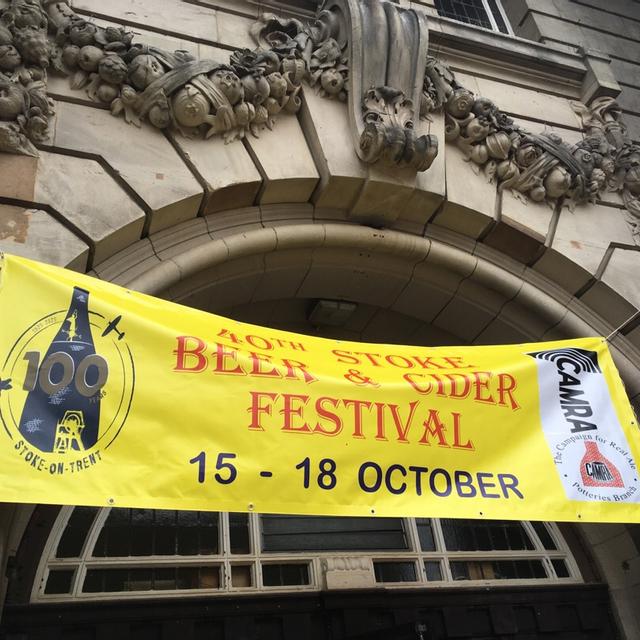 40TH STOKE
BEER & CIDER
FESTIVAL
15 - 18 OCTOBER
100
YEARS
STOKE-ON-TRENT
CAMRA
The Campaign for Real
CAMRA
Potteries Branch